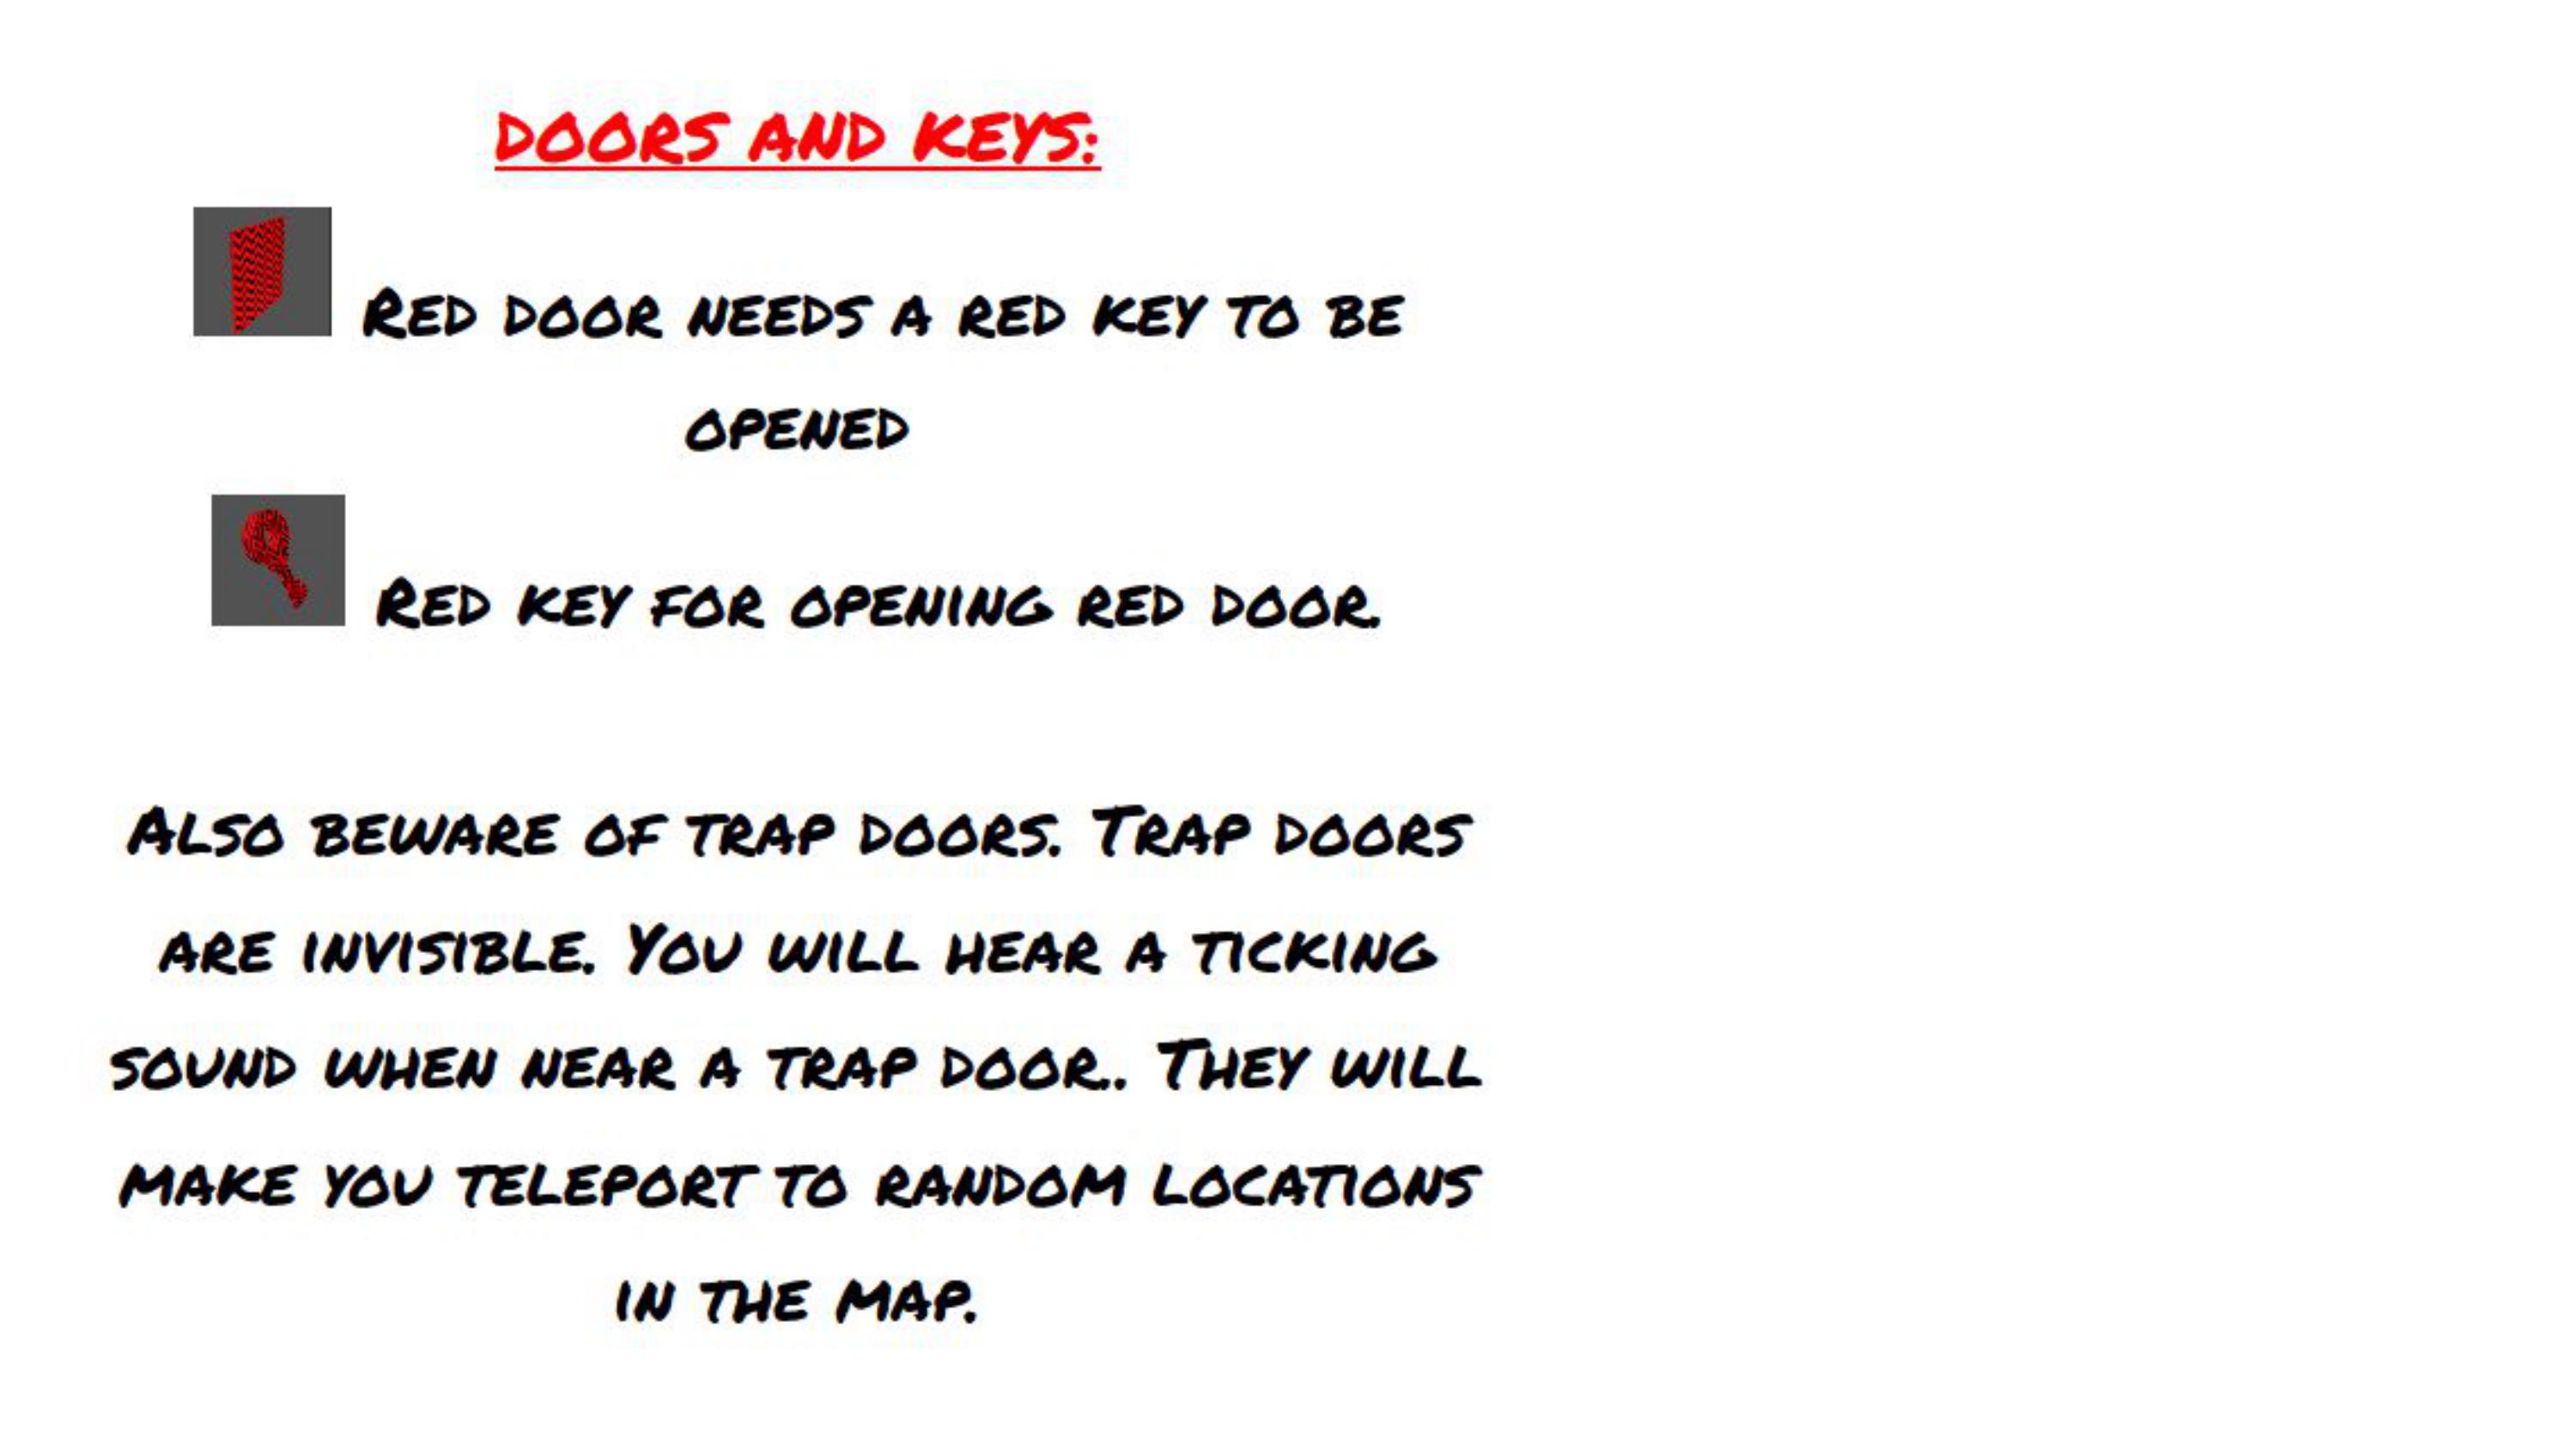 DOORS AND KEYS:
RED DOOR NEEDS A RED KEY TO BE
OPENED
RED KEY FOR OPENING RED DOOR.
ALSO BEWARE OF TRAP DOORS. TRAP DOORS
ARE INVISIBLE. YOU WILL HEAR A TICKING
SOUND WHEN NEAR A TRAP DOOR.. THEY WILL
MAKE YOU TELEPORT TO RANDOM LOCATIONS
IN THE MAP.